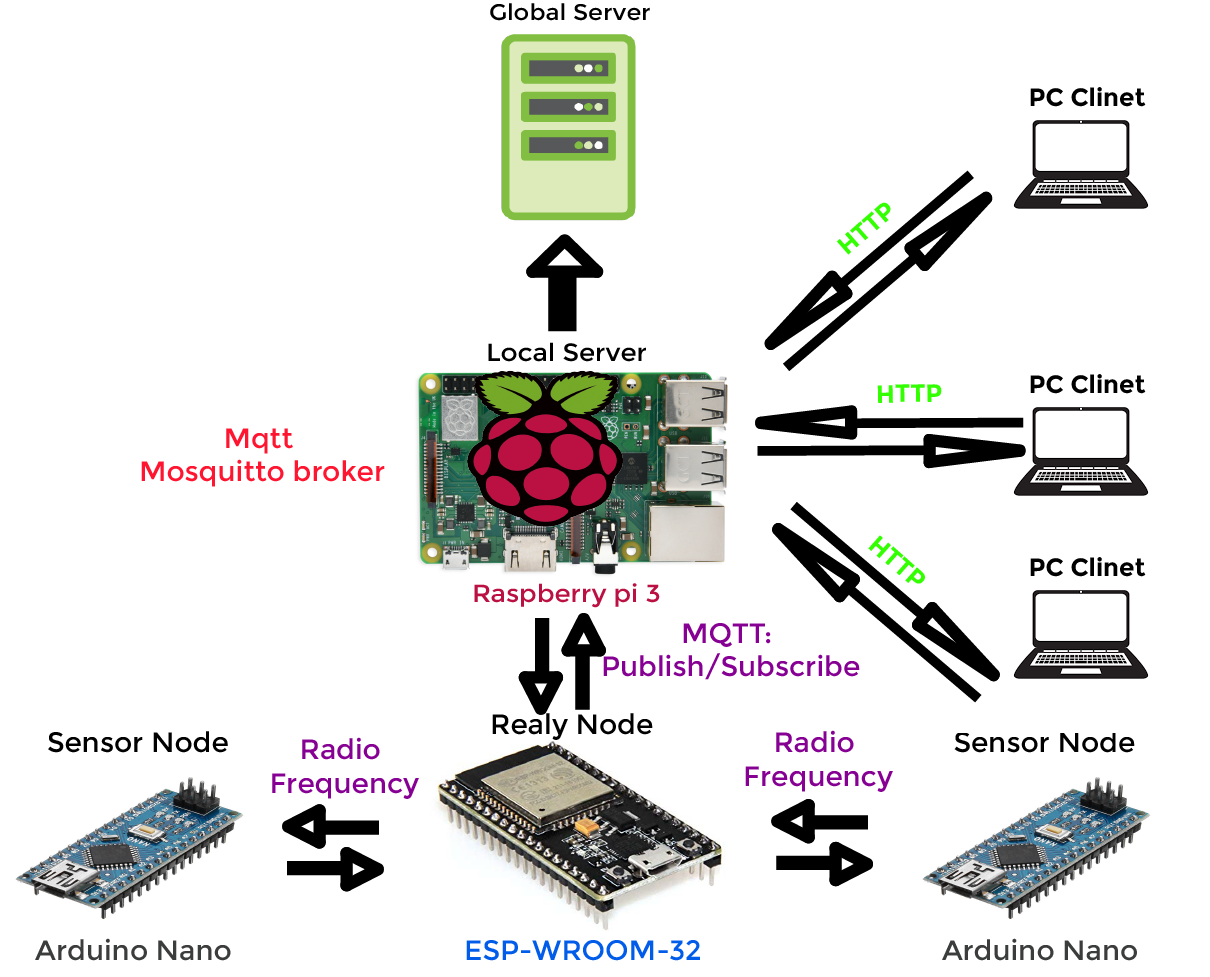 Global Server
PC Clinet
HTTP
Local Server
PC Clinet
HTTP
Mqtt
Mosquitto broker
HTTP
PC Clinet
Raspberry pi 3
MQTT:
Publish/Subscribe
Realy Node
Sensor Node
Radio
Frequency
Radio
Frequency
Sensor Node
Arduino Nano
ESP-WROOM-32
Arduino Nano